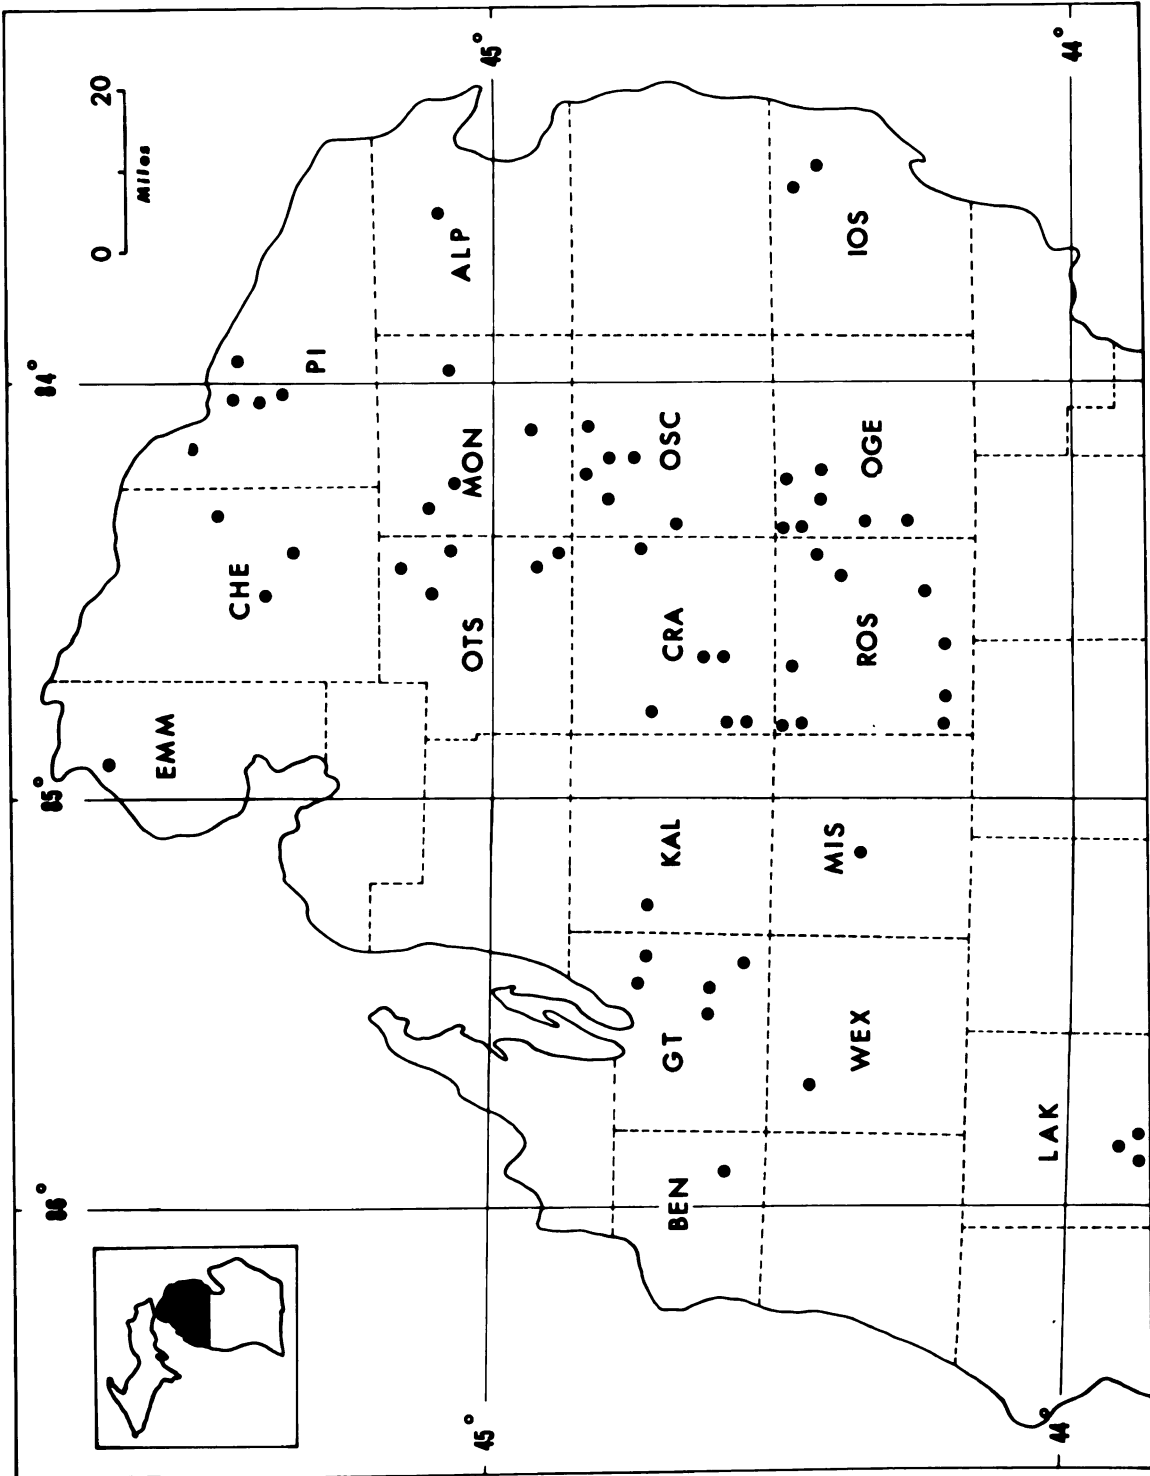 86°
85°
84°
0
20
Miles
EMM
CHE
PI
45°
OTS
MON
ALP
45°
BEN
GT
KAL
CRA
OSC
WEX
MIS
ROS
OGE
IOS
LAK
44°
44°